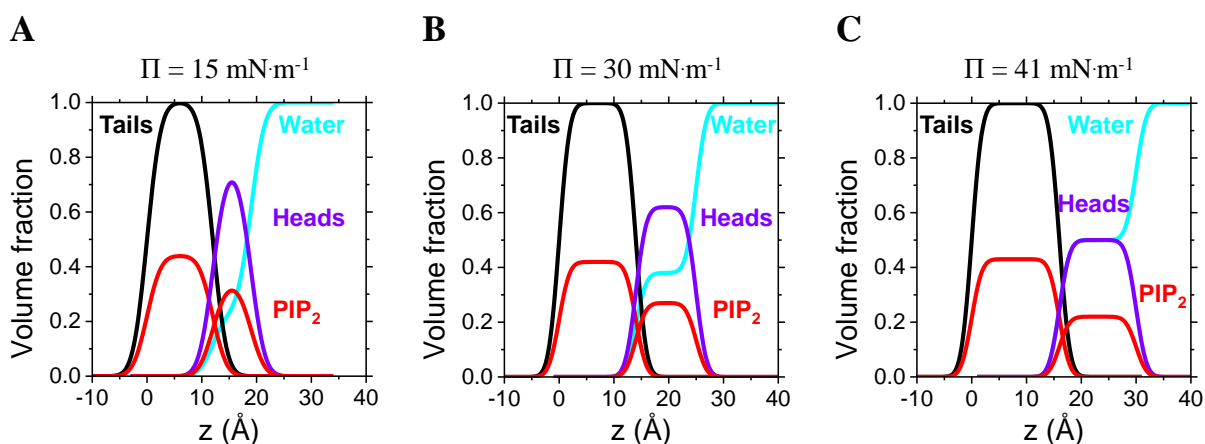 A
Π = 15 mN·m-1
Volume fraction
1.0
0.8
0.6
0.4
0.2
0.0
Tails
Water
Heads
PIP2
-10 0 10 20 30 40
z (Å)
B
Π = 30 mN·m-1
Volume fraction
1.0
0.8
0.6
0.4
0.2
0.0
Tails
Water
Heads
PIP2
-10 0 10 20 30 40
z (Å)
C
Π = 41 mN·m-1
Volume fraction
1.0
0.8
0.6
0.4
0.2
0.0
Tails
Water
Heads
PIP2
-10 0 10 20 30 40
z (Å)